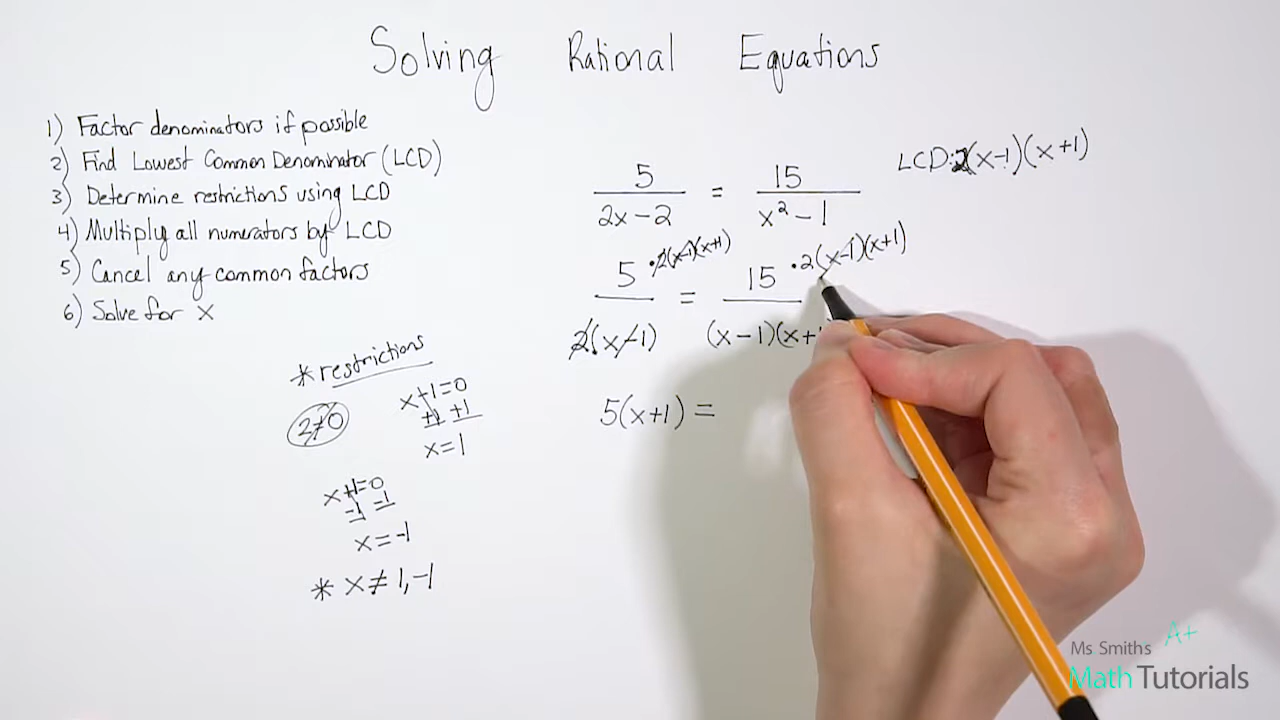 Solving Rational Equations
1) Factor denominators if possible
2) Find Lowest Common Denominator (LCD)
3) Determine restrictions using LCD
4) Multiply all numerators by LCD
5) Cancel any common factors
6) Solve for x
LCD: 2(x-1)(x+1)
5 = 15
2x-2 x²-1
5 ·2(x-1)(x+1) = 15 ·2(x-1)(x+1)
2(x-1) (x-1)(x+1
5(x+1) =
*restrictions
2≠0
x+1=0
+1 +1
x=1
x+1=0
-1 -1
x=-1
* x≠1,-1
Ms Smiths A+
Math Tutorials